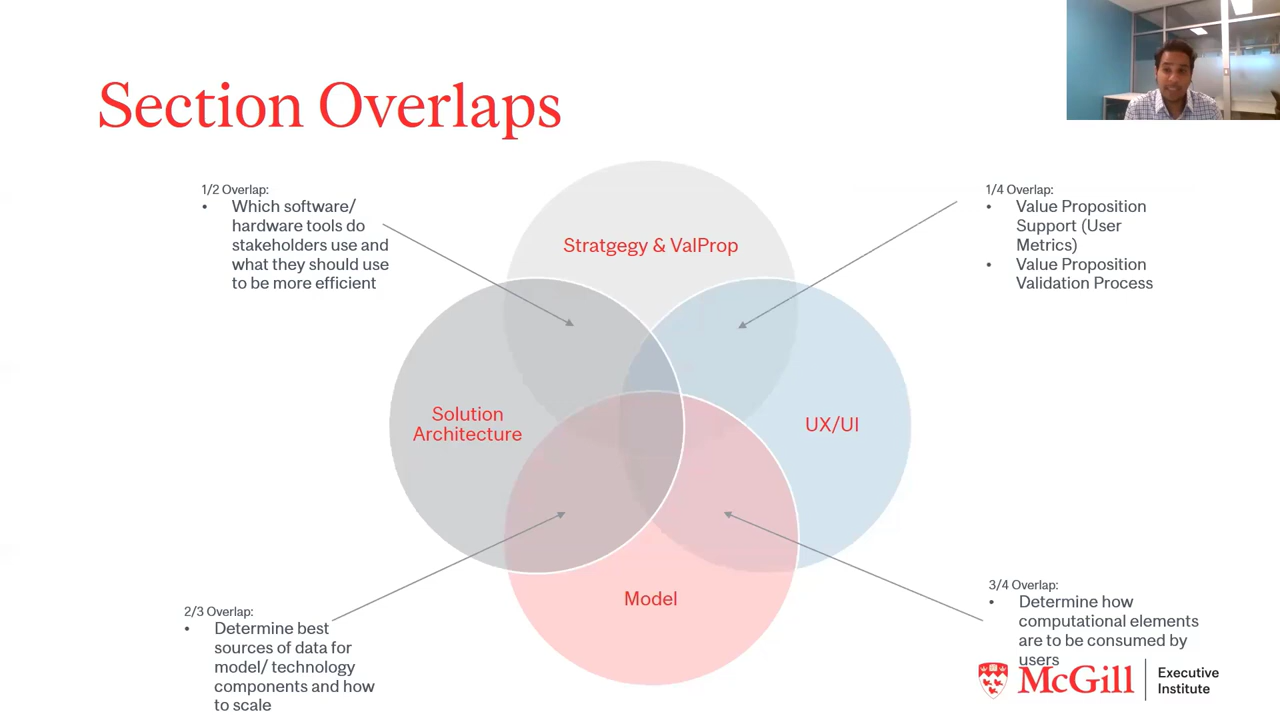 Section Overlaps
1/2 Overlap:
• Which software/
hardware tools do
stakeholders use and
what they should use
to be more efficient
1/4 Overlap:
• Value Proposition
Support (User
Metrics)
• Value Proposition
Validation Process
Stratgegy & ValProp
Solution
Architecture
UX/UI
Model
2/3 Overlap:
• Determine best
sources of data for
model/ technology
components and how
to scale
3/4 Overlap:
• Determine how
computational elements
are to be consumed by
users
McGill
Executive
Institute